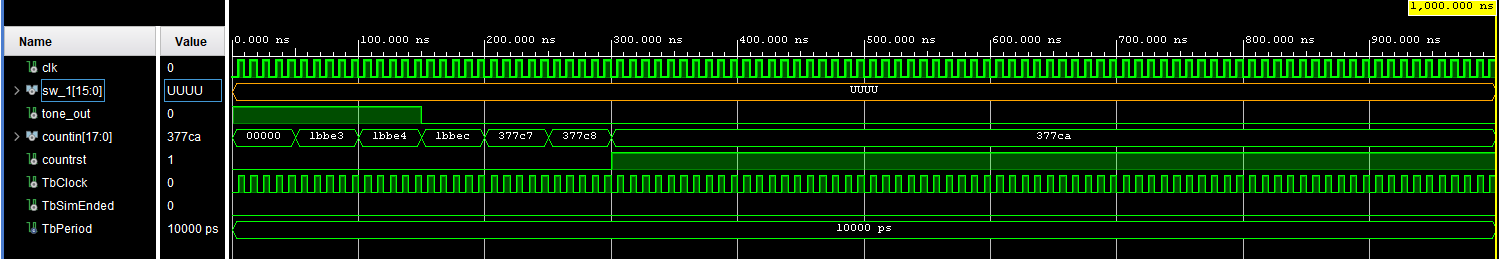 1,000.000 ns
Name Value 0.000 ns 100.000 ns 200.000 ns 300.000 ns 400.000 ns 500.000 ns 600.000 ns 700.000 ns 800.000 ns 900.000 ns
clk 0
sw_1[15:0] UUUU UUUU
tone_out 0
countin[17:0] 377ca 00000 1bbe3 1bbe4 1bbec 377c7 377c8 377ca
countrst 1
TbClock 0
TbSimEnded 0
TbPeriod 10000 ps 10000 ps